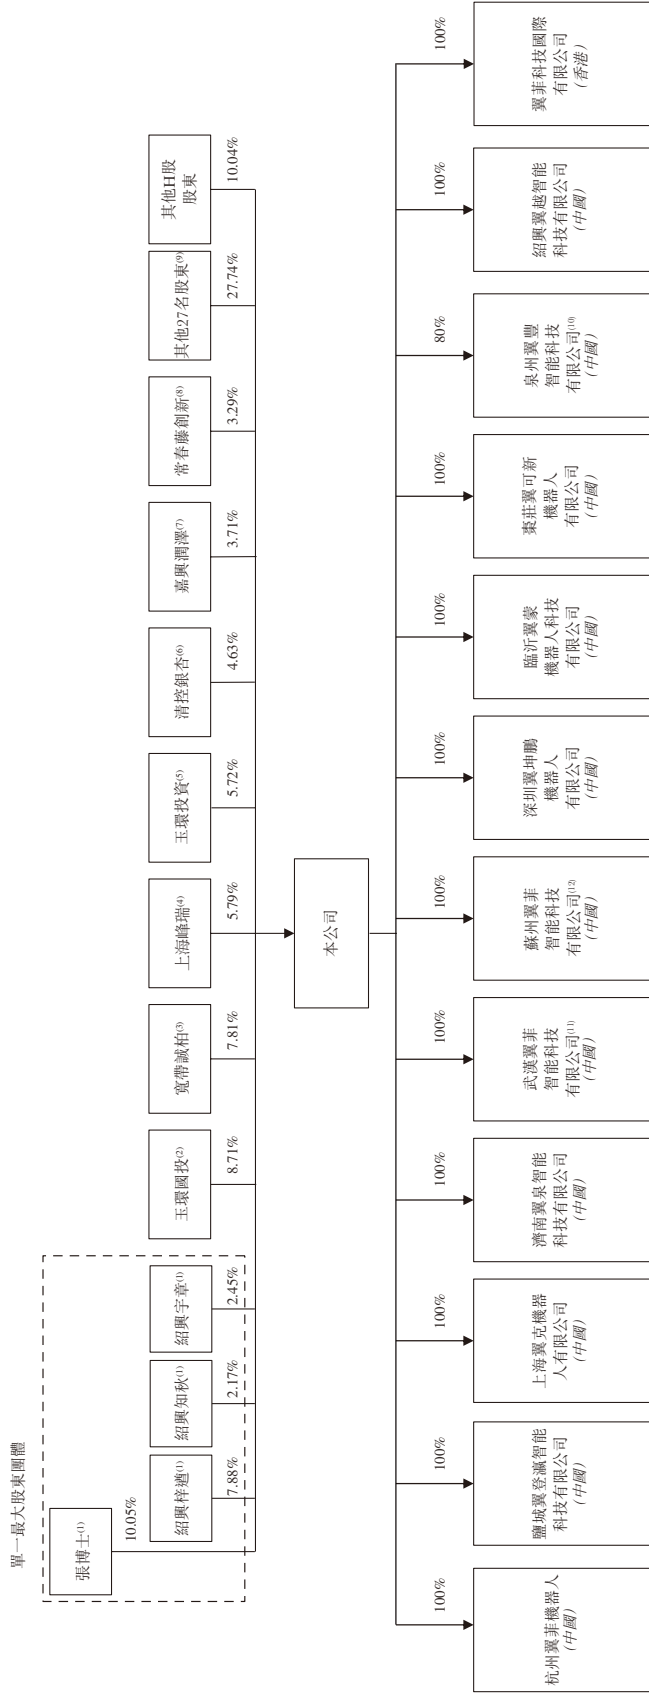 單一最大股東團體
張博士(1)
10.05%
紹興梓遒(1)
7.88%
紹興知秋(1)
2.17%
紹興宇章(1)
2.45%
玉環國投(2)
8.71%
寬帶誠柏(3)
7.81%
上海峰瑞(4)
5.79%
玉環投資(5)
5.72%
清控銀杏(6)
4.63%
嘉興潤澤(7)
3.71%
常春藤創新(8)
3.29%
其他27名股東(9)
27.74%
其他H股
股東
10.04%
本公司
100%
杭州翼菲機器人
(中國)
100%
鹽城翼登瀛智能
科技有限公司
(中國)
100%
上海翼克機器
人有限公司
(中國)
100%
濟南翼泉智能
科技有限公司
(中國)
100%
武漢翼菲
智能科技
有限公司(11)
(中國)
100%
蘇州翼菲
智能科技
有限公司(12)
(中國)
100%
深圳翼坤鵬
機器人
有限公司
(中國)
100%
臨沂翼蒙
機器人科技
有限公司
(中國)
100%
棗莊翼可新
機器人
有限公司
(中國)
80%
泉州翼豐
智能科技
有限公司(10)
(中國)
100%
紹興翼越智能
科技有限公司
(中國)
100%
翼菲科技國際
有限公司
(香港)